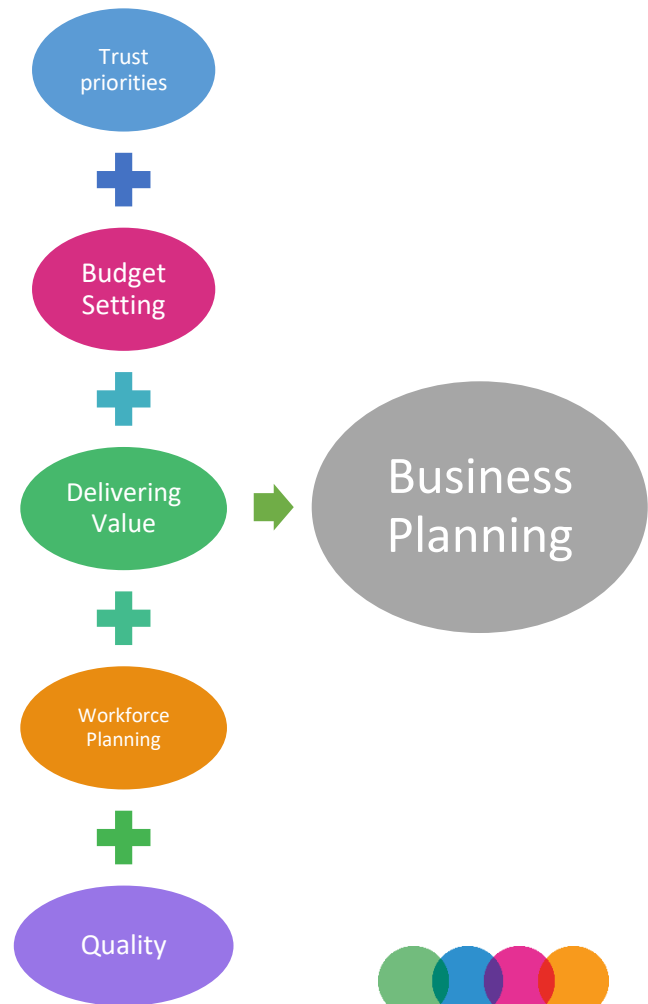 Trust
priorities
Budget
Setting
Delivering
Value
Business
Planning
Workforce
Planning
Quality